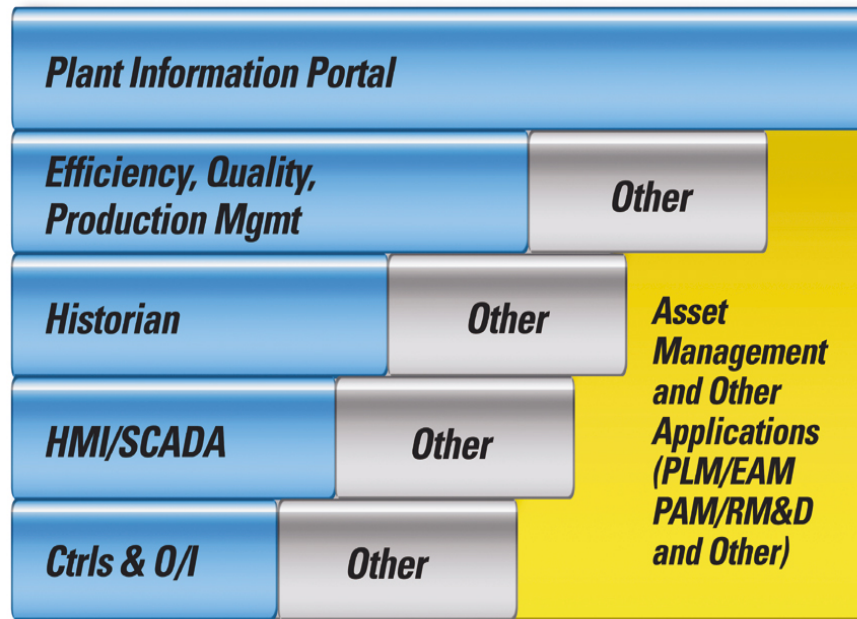 Plant Information Portal
Efficiency, Quality,
Production Mgmt
Other
Historian
Other
HMI/SCADA
Other
Ctrls & O/I
Other
Asset
Management
and Other
Applications
(PLM/EAM
PAM/RM&D
and Other)